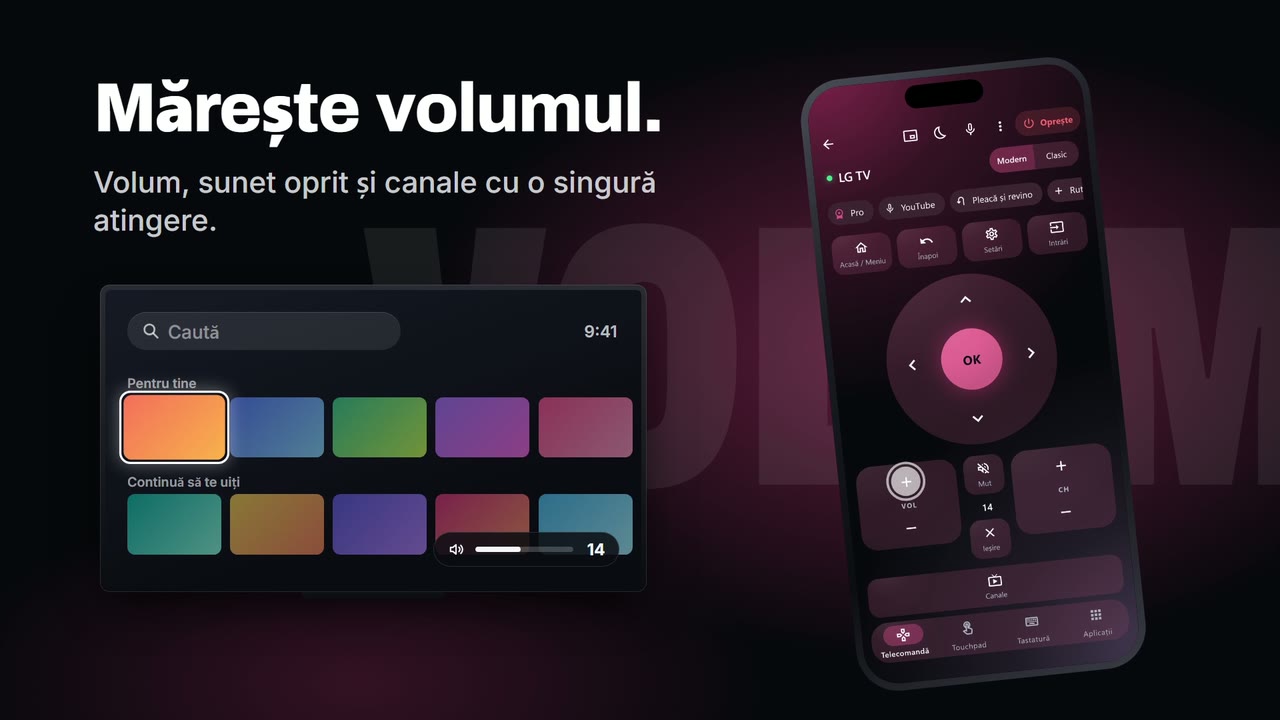 Mărește volumul.
Volum, sunet oprit și canale cu o singură
atingere.
Caută
9:41
Pentru tine
Continuă să te uiți
14
Oprește
LG TV
Modern
Clasic
Pro
YouTube
Pleacă și revino
Rut
Acasă / Meniu
Înapoi
Setări
Intrări
OK
VOL
Mut
14
Ieșire
CH
Canale
Telecomandă
Touchpad
Tastatură
Aplicații